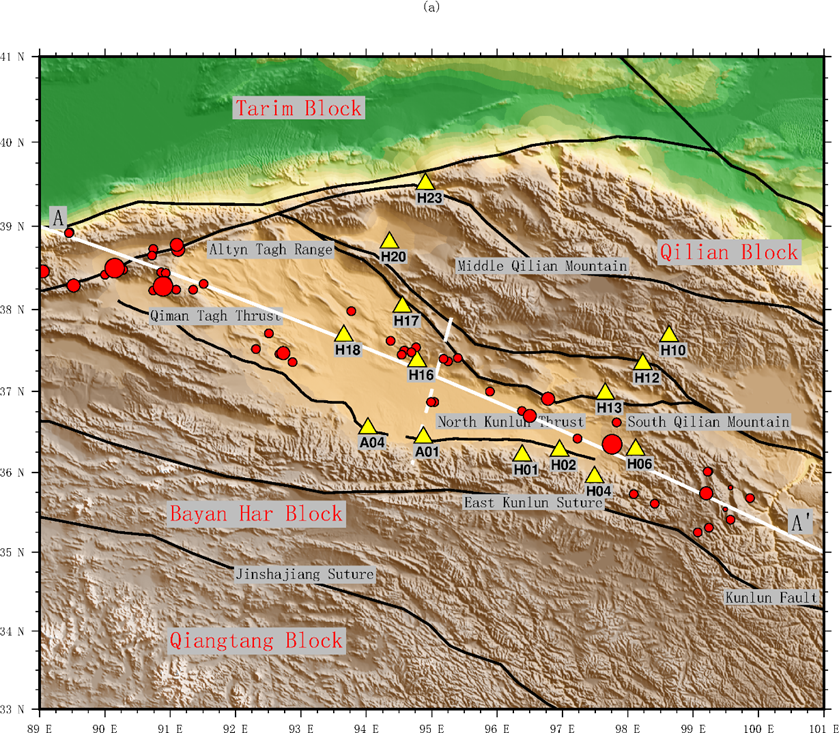 (a)
41 N
40 N
39 N
38 N
37 N
36 N
35 N
34 N
33 N
Tarim Block
A
H23
Altyn Tagh Range
H20
Middle Qilian Mountain
Qilian Block
Qiman Tagh Thrust
H17
H18
H10
H16
H12
H13
North Kunlun Thrust
South Qilian Mountain
A04
A01
H01
H02
H06
H04
East Kunlun Suture
Bayan Har Block
A'
Jinshajiang Suture
Kunlun Fault
Qiangtang Block
89 E
90 E
91 E
92 E
93 E
94 E
95 E
96 E
97 E
98 E
99 E
100 E
101 E